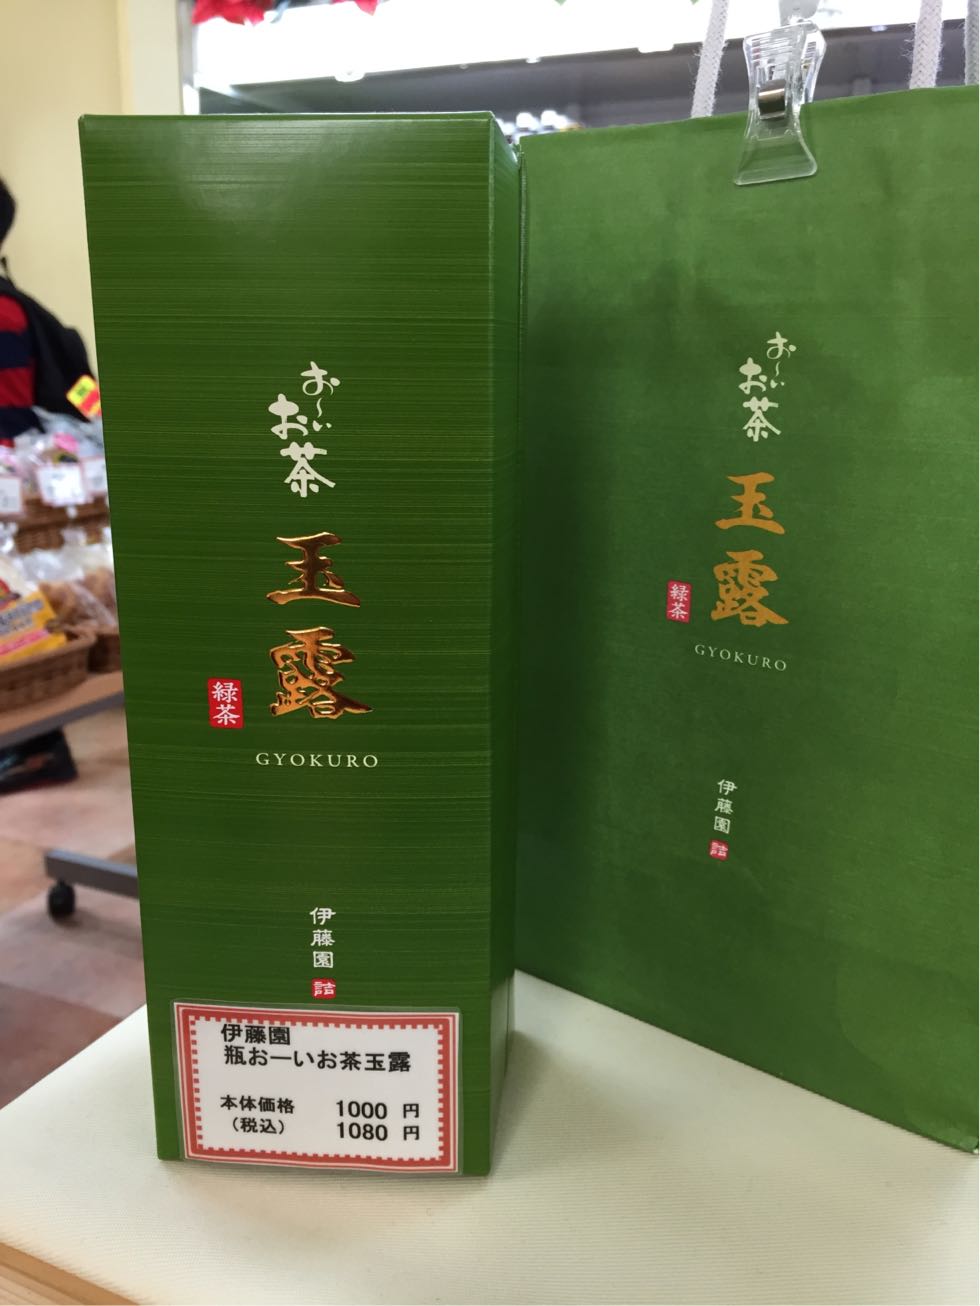 お～い
お茶
玉露
緑茶
GYOKURO
伊藤園
詰
伊藤園
瓶おーいお茶玉露
本体価格 1000 円
（税込） 1080 円
お～い
お茶
玉露
緑茶
GYOKURO
伊藤園
詰